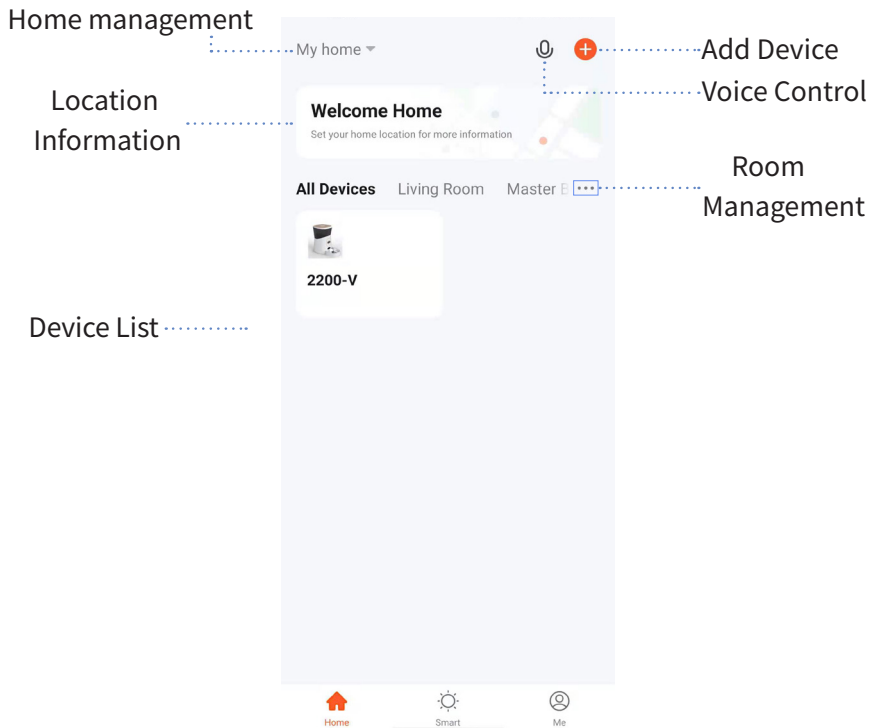 Home management
My home
Add Device
Voice Control
Location
Information
Welcome Home
Set your home location for more information
Room
Management
All Devices Living Room Master B
2200-V
Device List
Home Smart Me